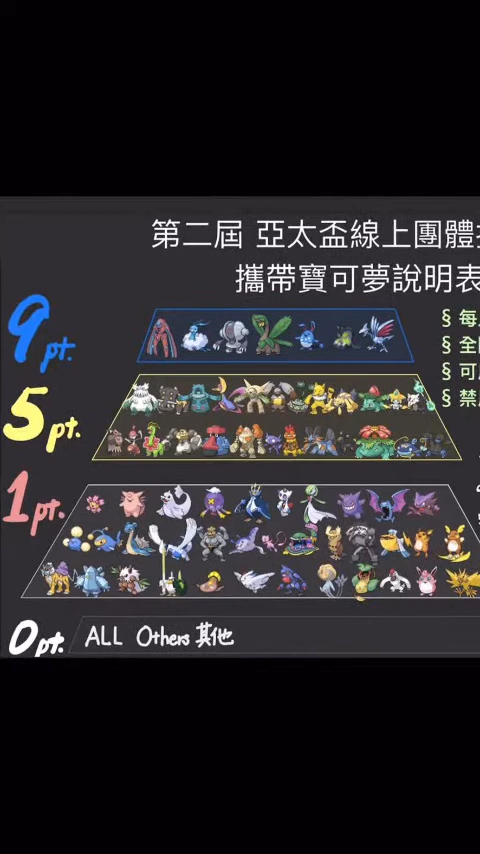 第二屆 亞太盃線上團體
攜帶寶可夢說明表
9pt.
§ 每
§ 全
§ 可
§ 禁
5pt.
1pt.
0pt. ALL Others 其他